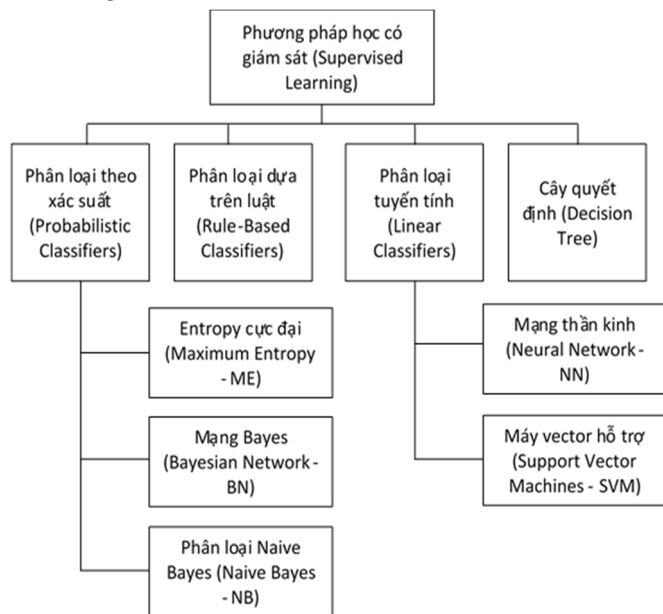 Phương pháp học có
giám sát (Supervised
Learning)
Phân loại theo
xác suất
(Probabilistic
Classifiers)
Phân loại dựa
trên luật
(Rule-Based
Classifiers)
Phân loại
tuyến tính
(Linear
Classifiers)
Cây quyết
định (Decision
Tree)
Entropy cực đại
(Maximum Entropy
- ME)
Mạng Bayes
(Bayesian Network -
BN)
Phân loại Naive
Bayes (Naive Bayes
- NB)
Mạng thần kinh
(Neural Network -
NN)
Máy vector hỗ trợ
(Support Vector
Machines - SVM)